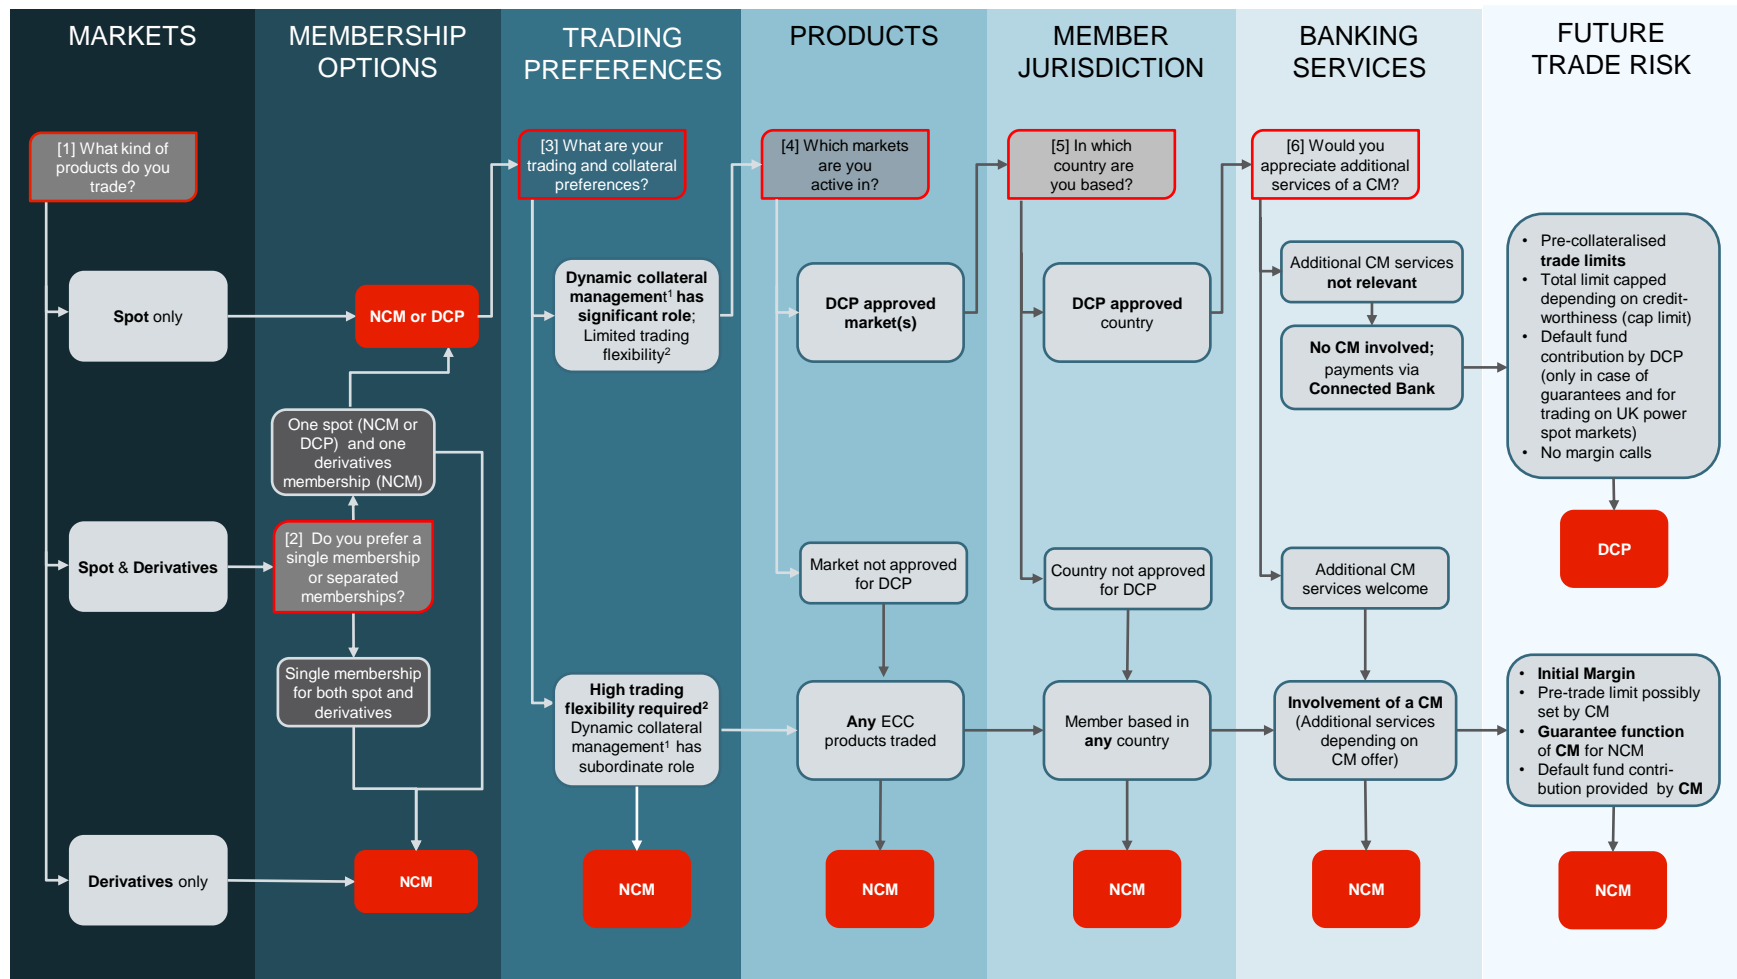 MARKETS
MEMBERSHIP
OPTIONS
TRADING
PREFERENCES
PRODUCTS
MEMBER
JURISDICTION
BANKING
SERVICES
FUTURE
TRADE RISK
[1] What kind of
products do you
trade?
[3] What are your
trading and collateral
preferences?
[4] Which markets
are you
active in?
[5] In which
country are
you based?
[6] Would you
appreciate additional
services of a CM?
Spot only
NCM or DCP
Dynamic collateral
management¹ has
significant role;
Limited trading
flexibility²
DCP approved
market(s)
DCP approved
country
Additional CM services
not relevant
No CM involved;
payments via
Connected Bank
• Pre-collateralised
trade limits
• Total limit capped
depending on credit-
worthiness (cap limit)
• Default fund
contribution by DCP
(only in case of
guarantees and for
trading on UK power
spot markets)
• No margin calls
One spot (NCM or
DCP) and one
derivatives
membership (NCM)
Spot & Derivatives
[2] Do you prefer a
single membership
or separated
memberships?
Market not approved
for DCP
Country not approved
for DCP
Additional CM
services welcome
DCP
Single membership
for both spot and
derivatives
High trading
flexibility required²
Dynamic collateral
management¹ has
subordinate role
Any ECC
products traded
Member based in
any country
Involvement of a CM
(Additional services
depending on
CM offer)
• Initial Margin
• Pre-trade limit possibly
set by CM
• Guarantee function
of CM for NCM
• Default fund contri-
bution provided by CM
Derivatives only
NCM
NCM
NCM
NCM
NCM
NCM